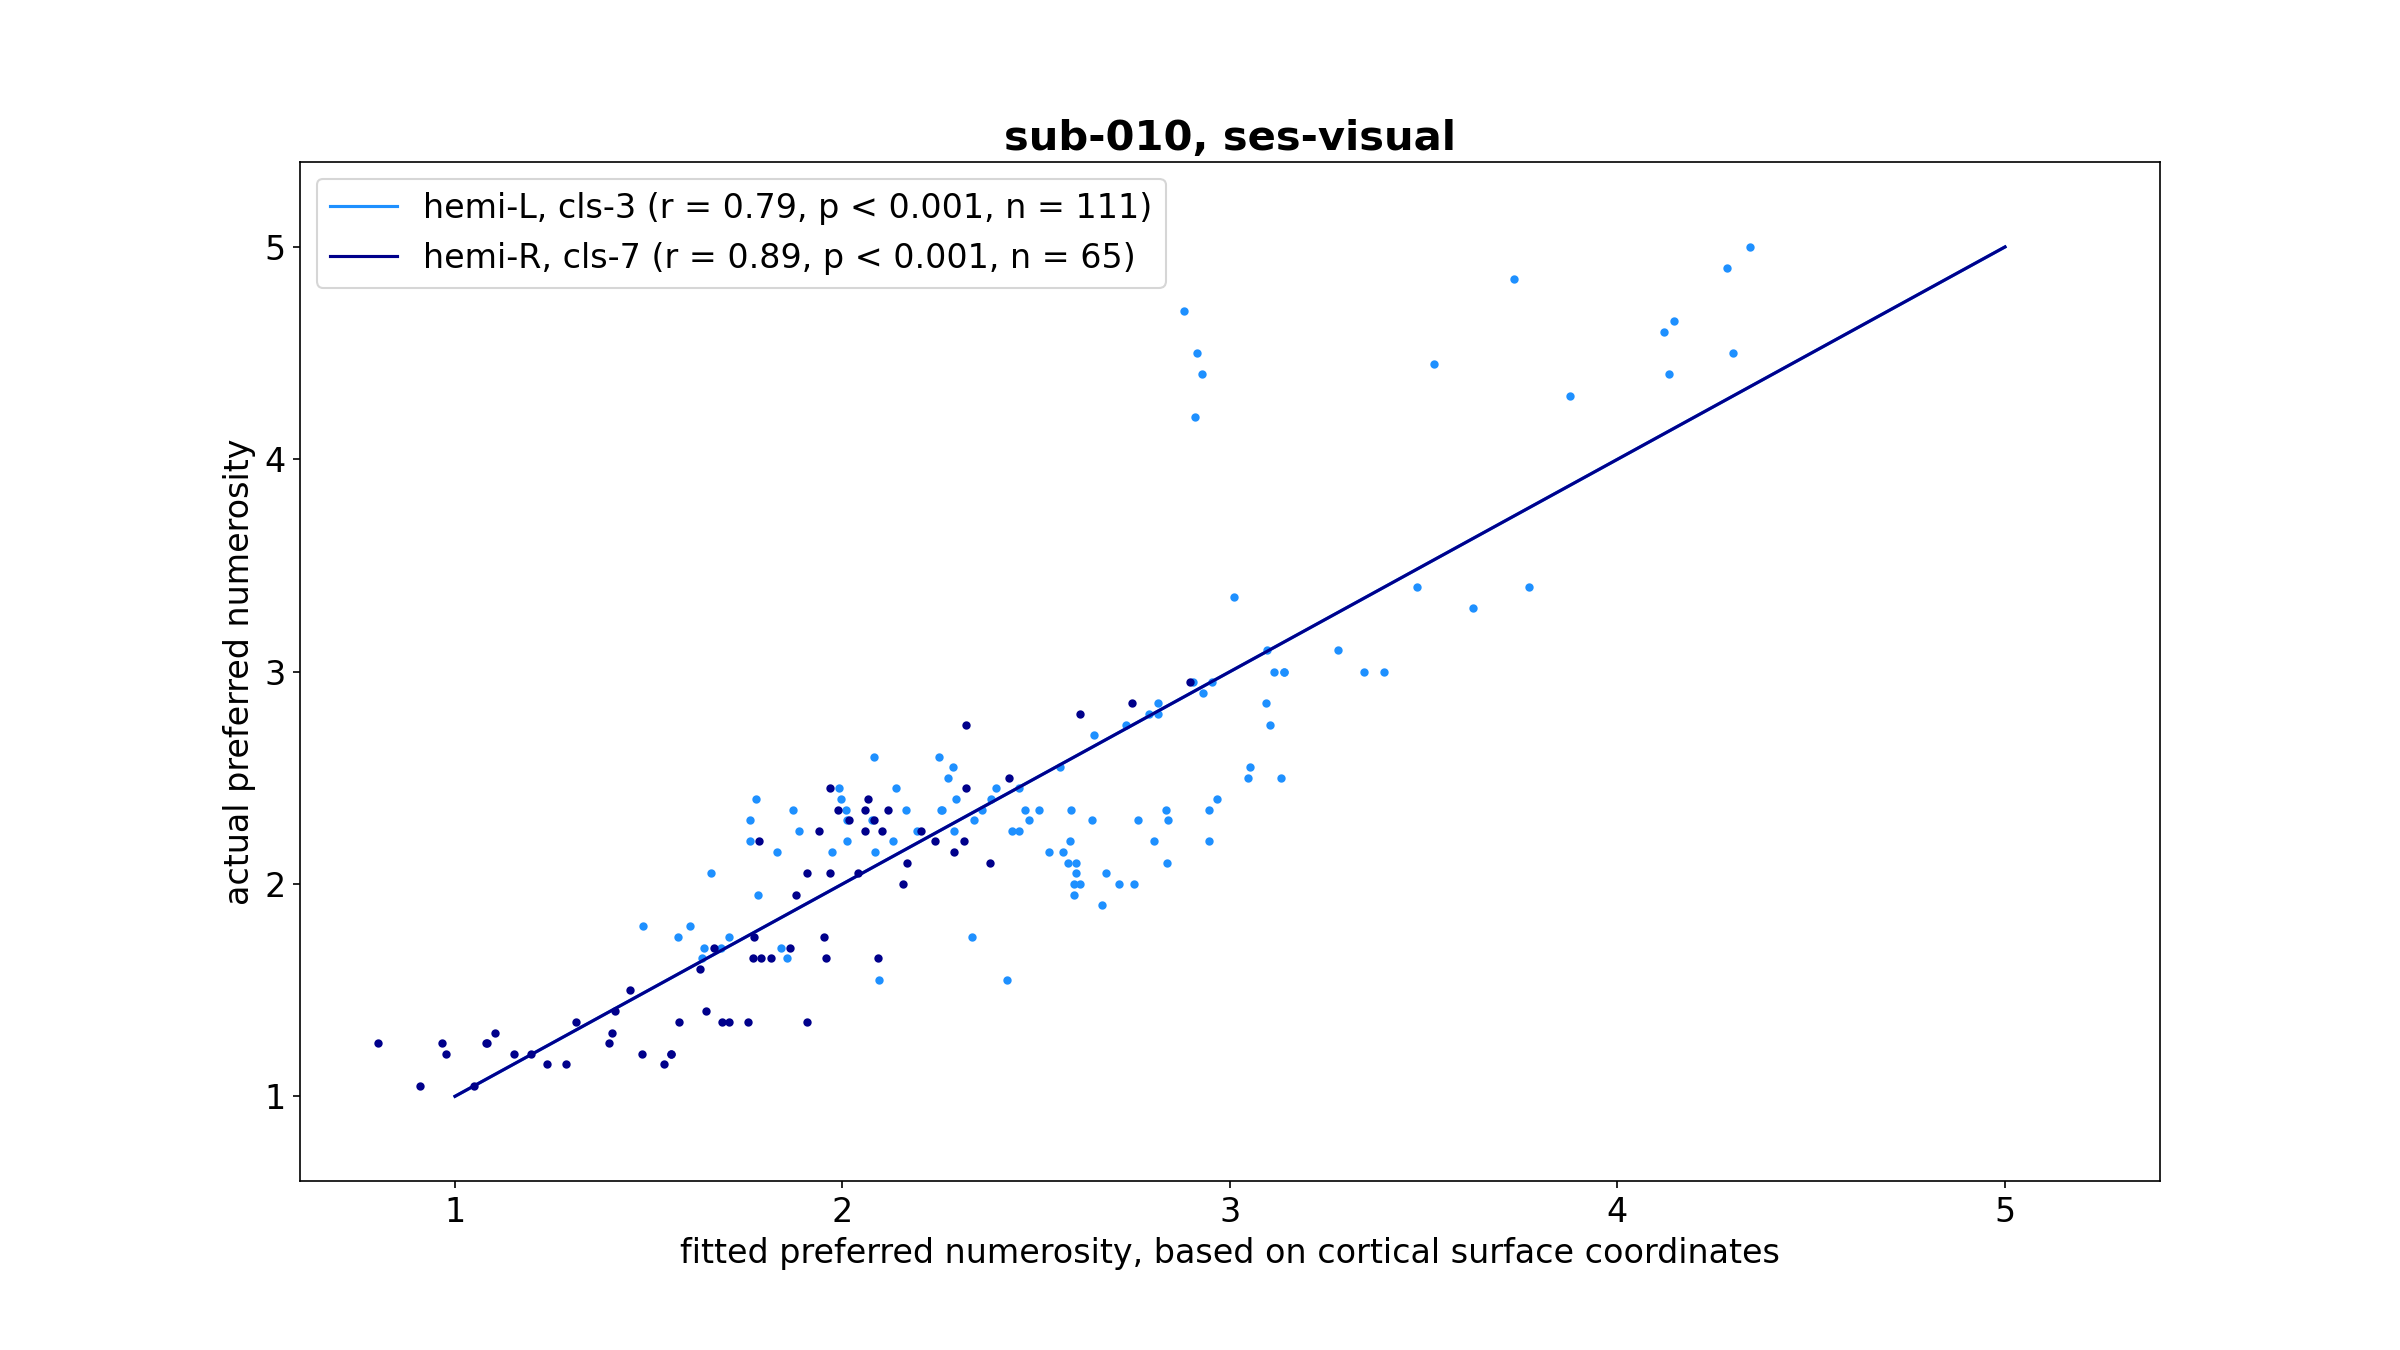 sub-010, ses-visual
hemi-L, cls-3 (r = 0.79, p < 0.001, n = 111)
hemi-R, cls-7 (r = 0.89, p < 0.001, n = 65)
actual preferred numerosity
5
4
3
2
1
1 2 3 4 5
fitted preferred numerosity, based on cortical surface coordinates